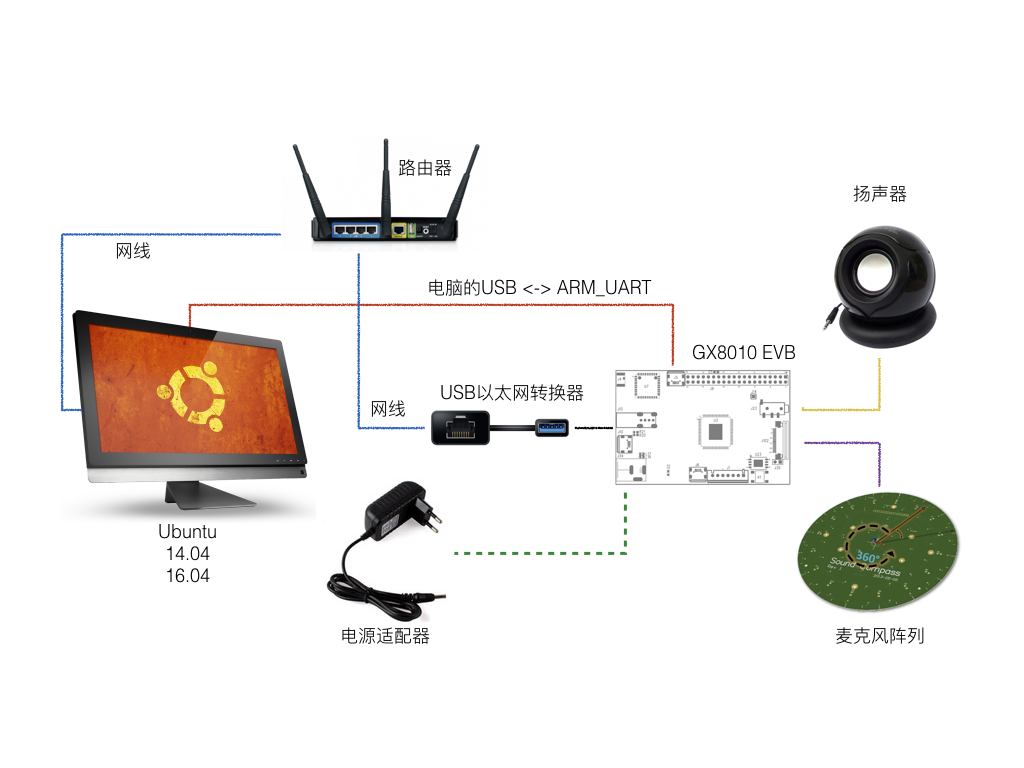 路由器
扬声器
网线
电脑的USB <-> ARM_UART
GX8010 EVB
USB以太网转换器
网线
Ubuntu
14.04
16.04
360°
Sound Compass
电源适配器
麦克风阵列